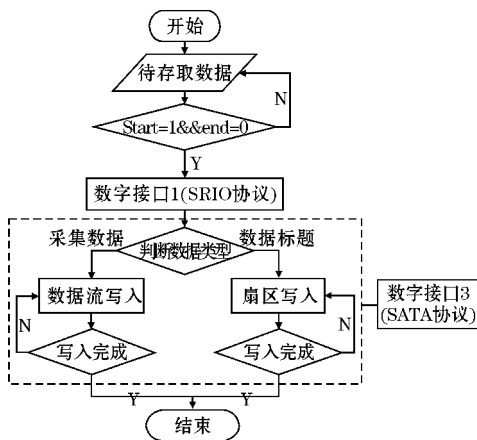 开始
待存取数据
N
Start=1&&end=0
Y
数字接口1(SRIO协议)
采集数据
判断数据类型
数据标题
数据流写入
扇区写入
数字接口3
(SATA协议)
N
写入完成
写入完成
N
Y
Y
结束